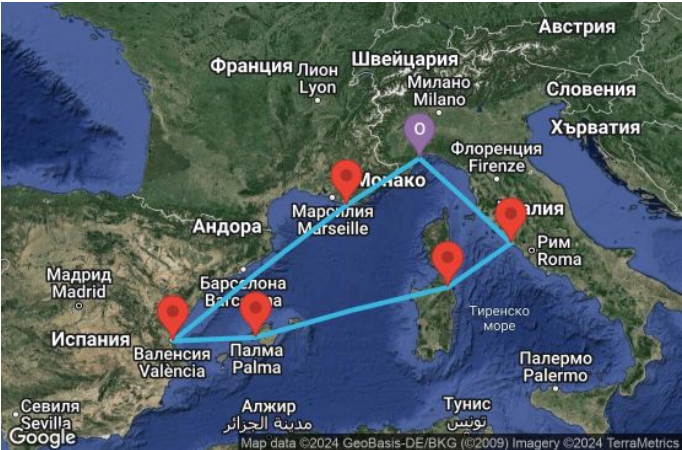 Австрия
Швейцария
Франция
Лион
Lyon
Милано
Milano
Словения
Хърватия
О
Флоренция
Firenze
Монако
Марсилия
Marseille
Италия
Андора
Рим
Roma
Мадрид
Madrid
Барселона
Barcelona
Тиренско
море
Испания
Валенсия
València
Палма
Palma
Палермо
Palermo
Севиля
Sevilla
Алжир
مدينة الجزائر
Тунис
تونس
Google
Map data ©2024 GeoBasis-DE/BKG (©2009) Imagery ©2024 TerraMetrics